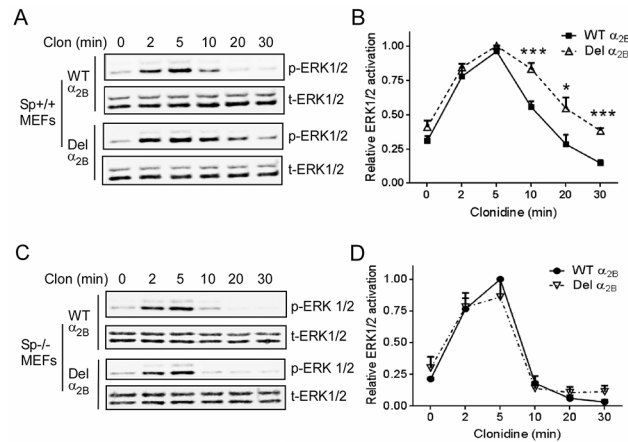 A
Clon (min) 0 2 5 10 20 30
Sp+/+ MEFs
WT α2B
p-ERK1/2
t-ERK1/2
Del α2B
p-ERK1/2
t-ERK1/2
B
WT α2B
Del α2B
Relative ERK1/2 activation
1.00
0.75
0.50
0.25
0.00
***
*
***
0 2 5 10 20 30
Clonidine (min)
C
Clon (min) 0 2 5 10 20 30
Sp-/- MEFs
WT α2B
p-ERK 1/2
t-ERK1/2
Del α2B
p-ERK 1/2
t-ERK1/2
D
WT α2B
Del α2B
Relative ERK1/2 activation
1.00
0.75
0.50
0.25
0.00
0 2 5 10 20 30
Clonidine (min)